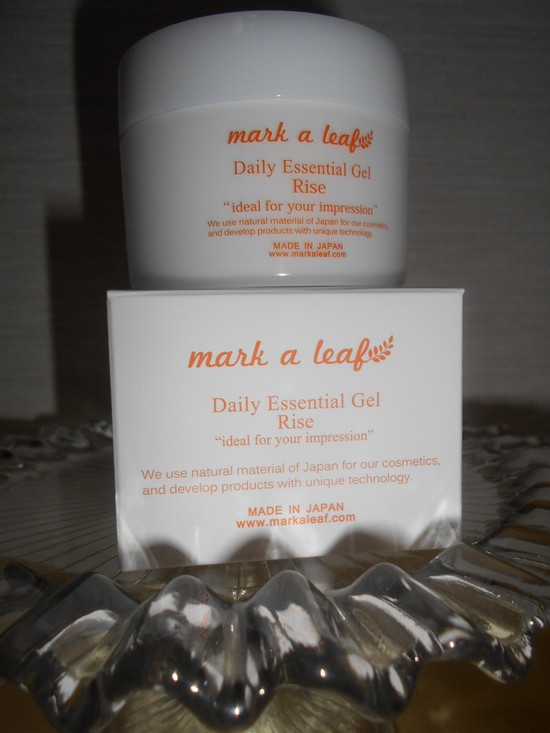 mark a leaf
Daily Essential Gel
Rise
"ideal for your impression"
We use natural material of Japan for our cosmetics,
and develop products with unique technology.
MADE IN JAPAN
www.markaleaf.com
mark a leaf
Daily Essential Gel
Rise
"ideal for your impression"
We use natural material of Japan for our cosmetics,
and develop products with unique technology.
MADE IN JAPAN
www.markaleaf.com